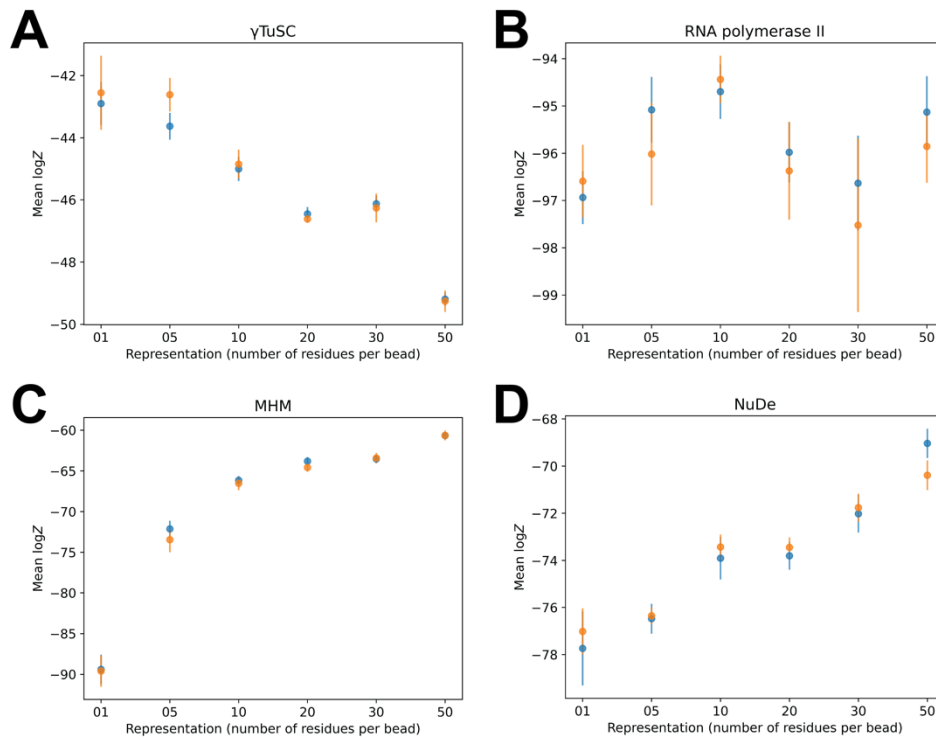 A
γTuSC
Mean logZ
−42
−44
−46
−48
−50
01 05 10 20 30 50
Representation (number of residues per bead)
B
RNA polymerase II
Mean logZ
−94
−95
−96
−97
−98
−99
01 05 10 20 30 50
Representation (number of residues per bead)
C
MHM
Mean logZ
−60
−65
−70
−75
−80
−85
−90
01 05 10 20 30 50
Representation (number of residues per bead)
D
NuDe
Mean logZ
−68
−70
−72
−74
−76
−78
01 05 10 20 30 50
Representation (number of residues per bead)